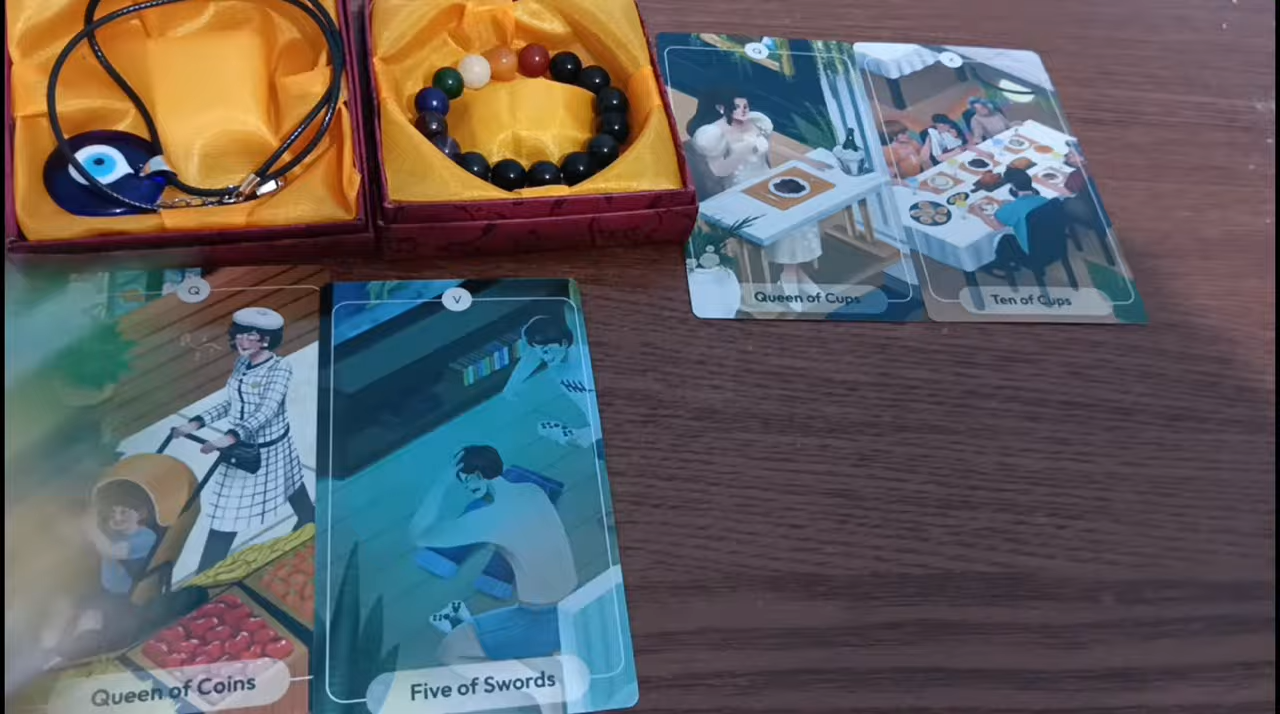 Q
Queen of Cups
Ten of Cups
Q
Queen of Coins
V
Five of Swords